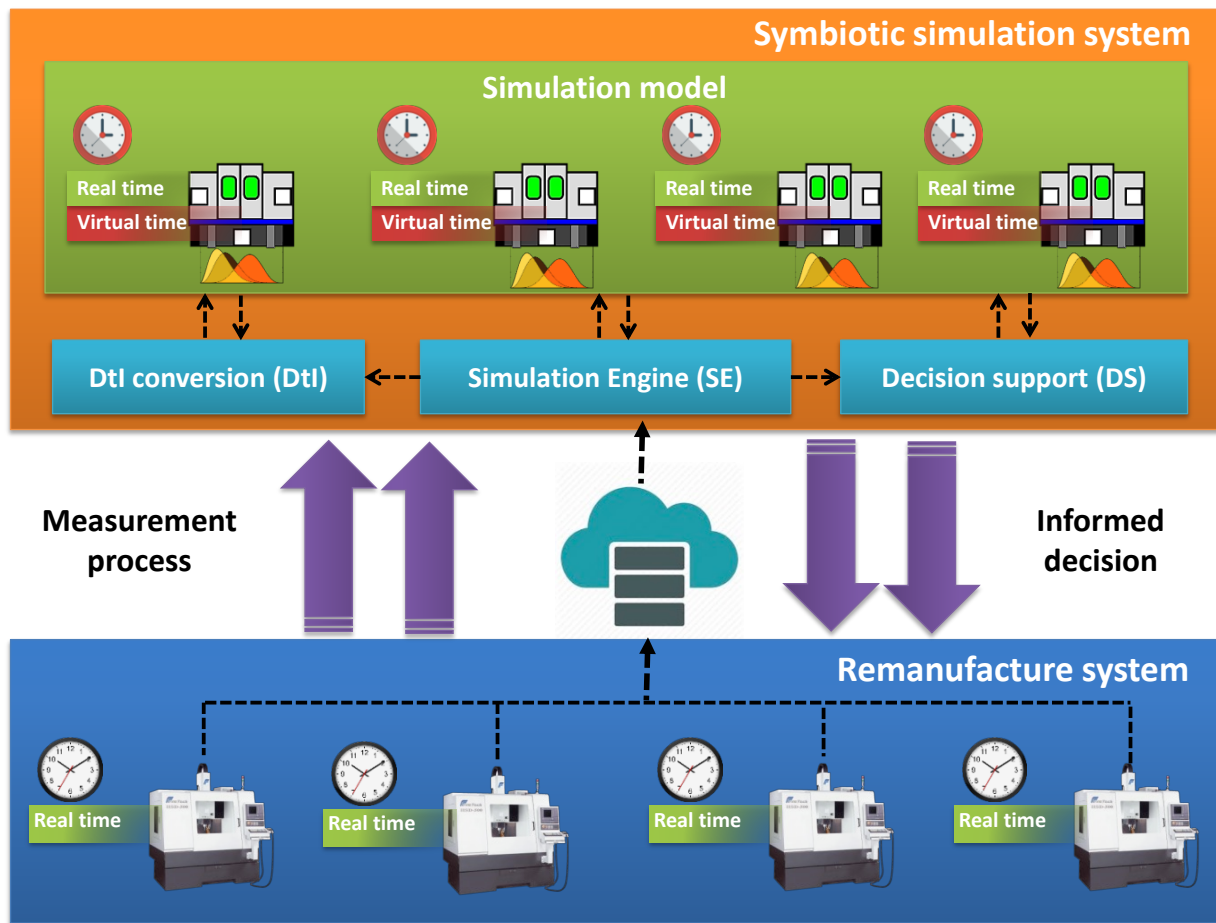 Symbiotic simulation system
Simulation model
Real time
Virtual time
Real time
Virtual time
Real time
Virtual time
Real time
Virtual time
DtI conversion (DtI)
Simulation Engine (SE)
Decision support (DS)
Measurement
process
Informed
decision
Remanufacture system
Real time
Real time
Real time
Real time